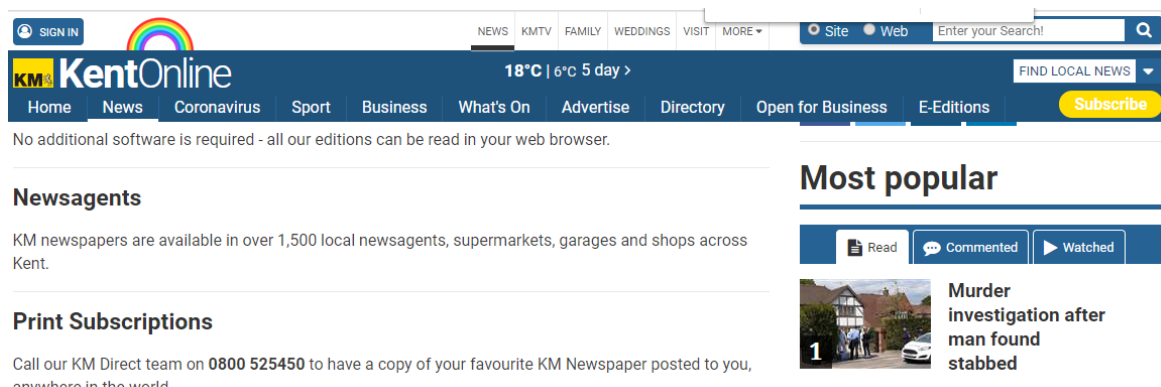 SIGN IN
NEWS KMTV FAMILY WEDDINGS VISIT MORE
Site Web Enter your Search!
KM KentOnline
18°C | 6°C 5 day >
FIND LOCAL NEWS
Home News Coronavirus Sport Business What's On Advertise Directory Open for Business E-Editions Subscribe
No additional software is required - all our editions can be read in your web browser.
Newsagents
KM newspapers are available in over 1,500 local newsagents, supermarkets, garages and shops across
Kent.
Print Subscriptions
Call our KM Direct team on 0800 525450 to have a copy of your favourite KM Newspaper posted to you,
anywhere in the world
Most popular
Read Commented Watched
1
Murder
investigation after
man found
stabbed